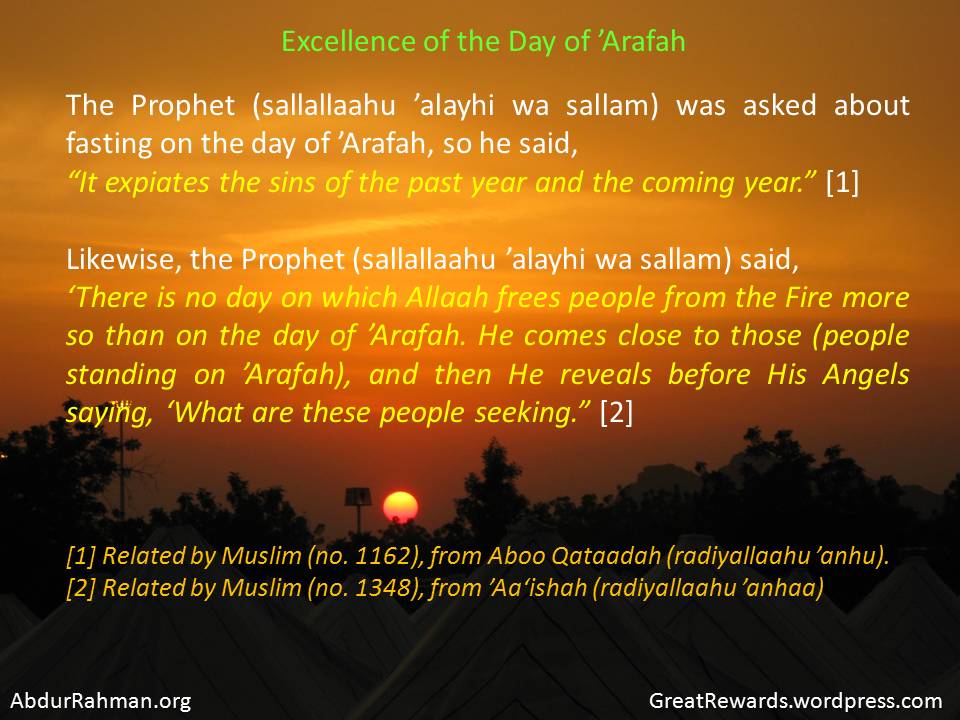 Excellence of the Day of ’Arafah
The Prophet (sallallaahu ’alayhi wa sallam) was asked about
fasting on the day of ’Arafah, so he said,
“It expiates the sins of the past year and the coming year.” [1]
Likewise, the Prophet (sallallaahu ’alayhi wa sallam) said,
‘There is no day on which Allaah frees people from the Fire more
so than on the day of ’Arafah. He comes close to those (people
standing on ’Arafah), and then He reveals before His Angels
saying, ‘What are these people seeking.” [2]
[1] Related by Muslim (no. 1162), from Aboo Qataadah (radiyallaahu ’anhu).
[2] Related by Muslim (no. 1348), from ’Aa‘ishah (radiyallaahu ’anhaa)
AbdurRahman.org
GreatRewards.wordpress.com